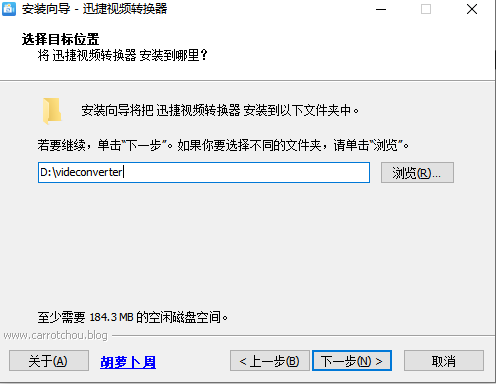 安装向导 - 迅捷视频转换器
选择目标位置
将 迅捷视频转换器 安装到哪里？
安装向导将把 迅捷视频转换器 安装到以下文件夹中。
若要继续，单击“下一步”。如果你要选择不同的文件夹，请单击“浏览”。
D:\videconverter
浏览(R)...
至少需要 184.3 MB 的空闲磁盘空间。
www.carrotchou.blog
关于(A)
胡萝卜周
< 上一步(B)
下一步(N) >
取消